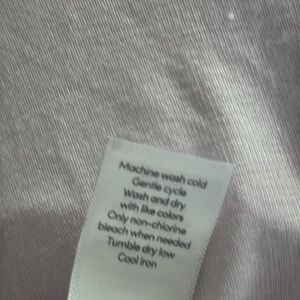 Machine wash cold
Gentle cycle
Wash and dry
with like colors
Only non-chlorine
bleach when needed
Tumble dry low
Cool iron